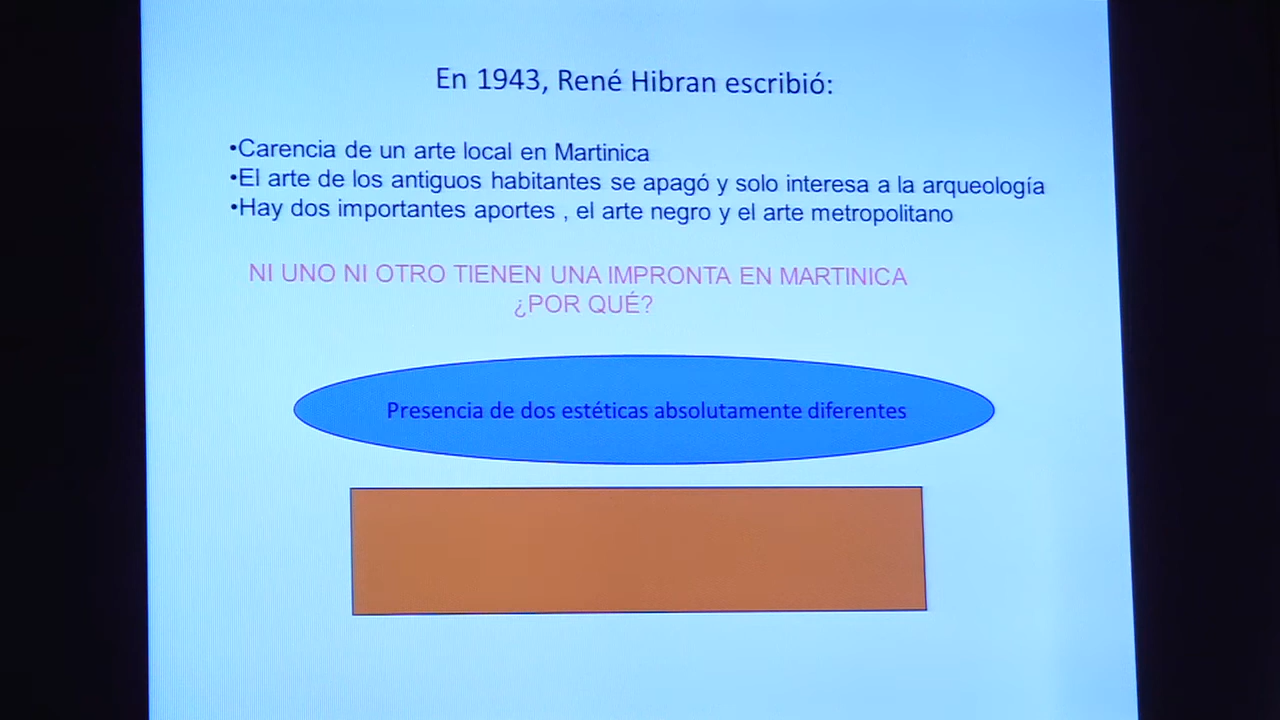 En 1943, René Hibran escribió:
•Carencia de un arte local en Martinica
•El arte de los antiguos habitantes se apagó y solo interesa a la arqueología
•Hay dos importantes aportes , el arte negro y el arte metropolitano
NI UNO NI OTRO TIENEN UNA IMPRONTA EN MARTINICA
¿POR QUÉ?
Presencia de dos estéticas absolutamente diferentes